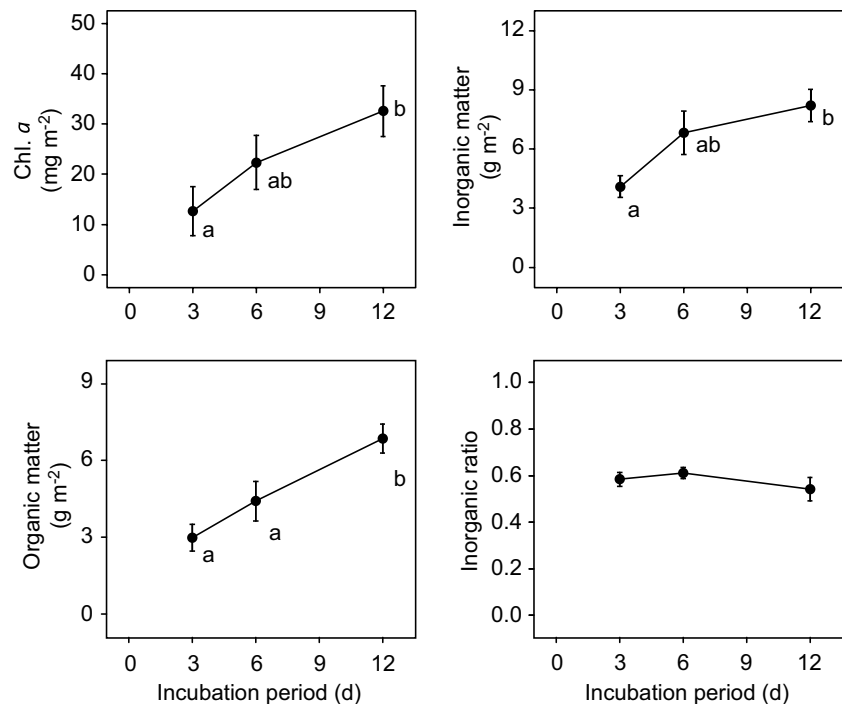 50
40
30
20
10
0
Chl. a
(mg m-2)
a
ab
b
0 3 6 9 12
12
9
6
3
0
Inorganic matter
(g m-2)
a
ab
b
0 3 6 9 12
9
6
3
0
Organic matter
(g m-2)
a
a
b
0 3 6 9 12
Incubation period (d)
1.0
0.8
0.6
0.4
0.2
0.0
Inorganic ratio
0 3 6 9 12
Incubation period (d)